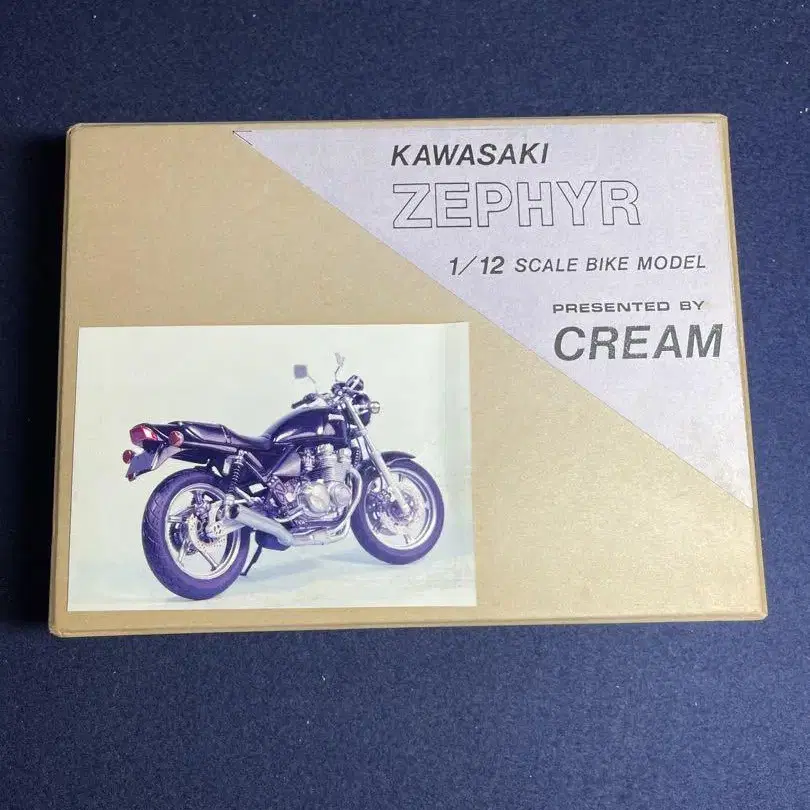 KAWASAKI
ZEPHYR
1/12 SCALE BIKE MODEL
PRESENTED BY
CREAM